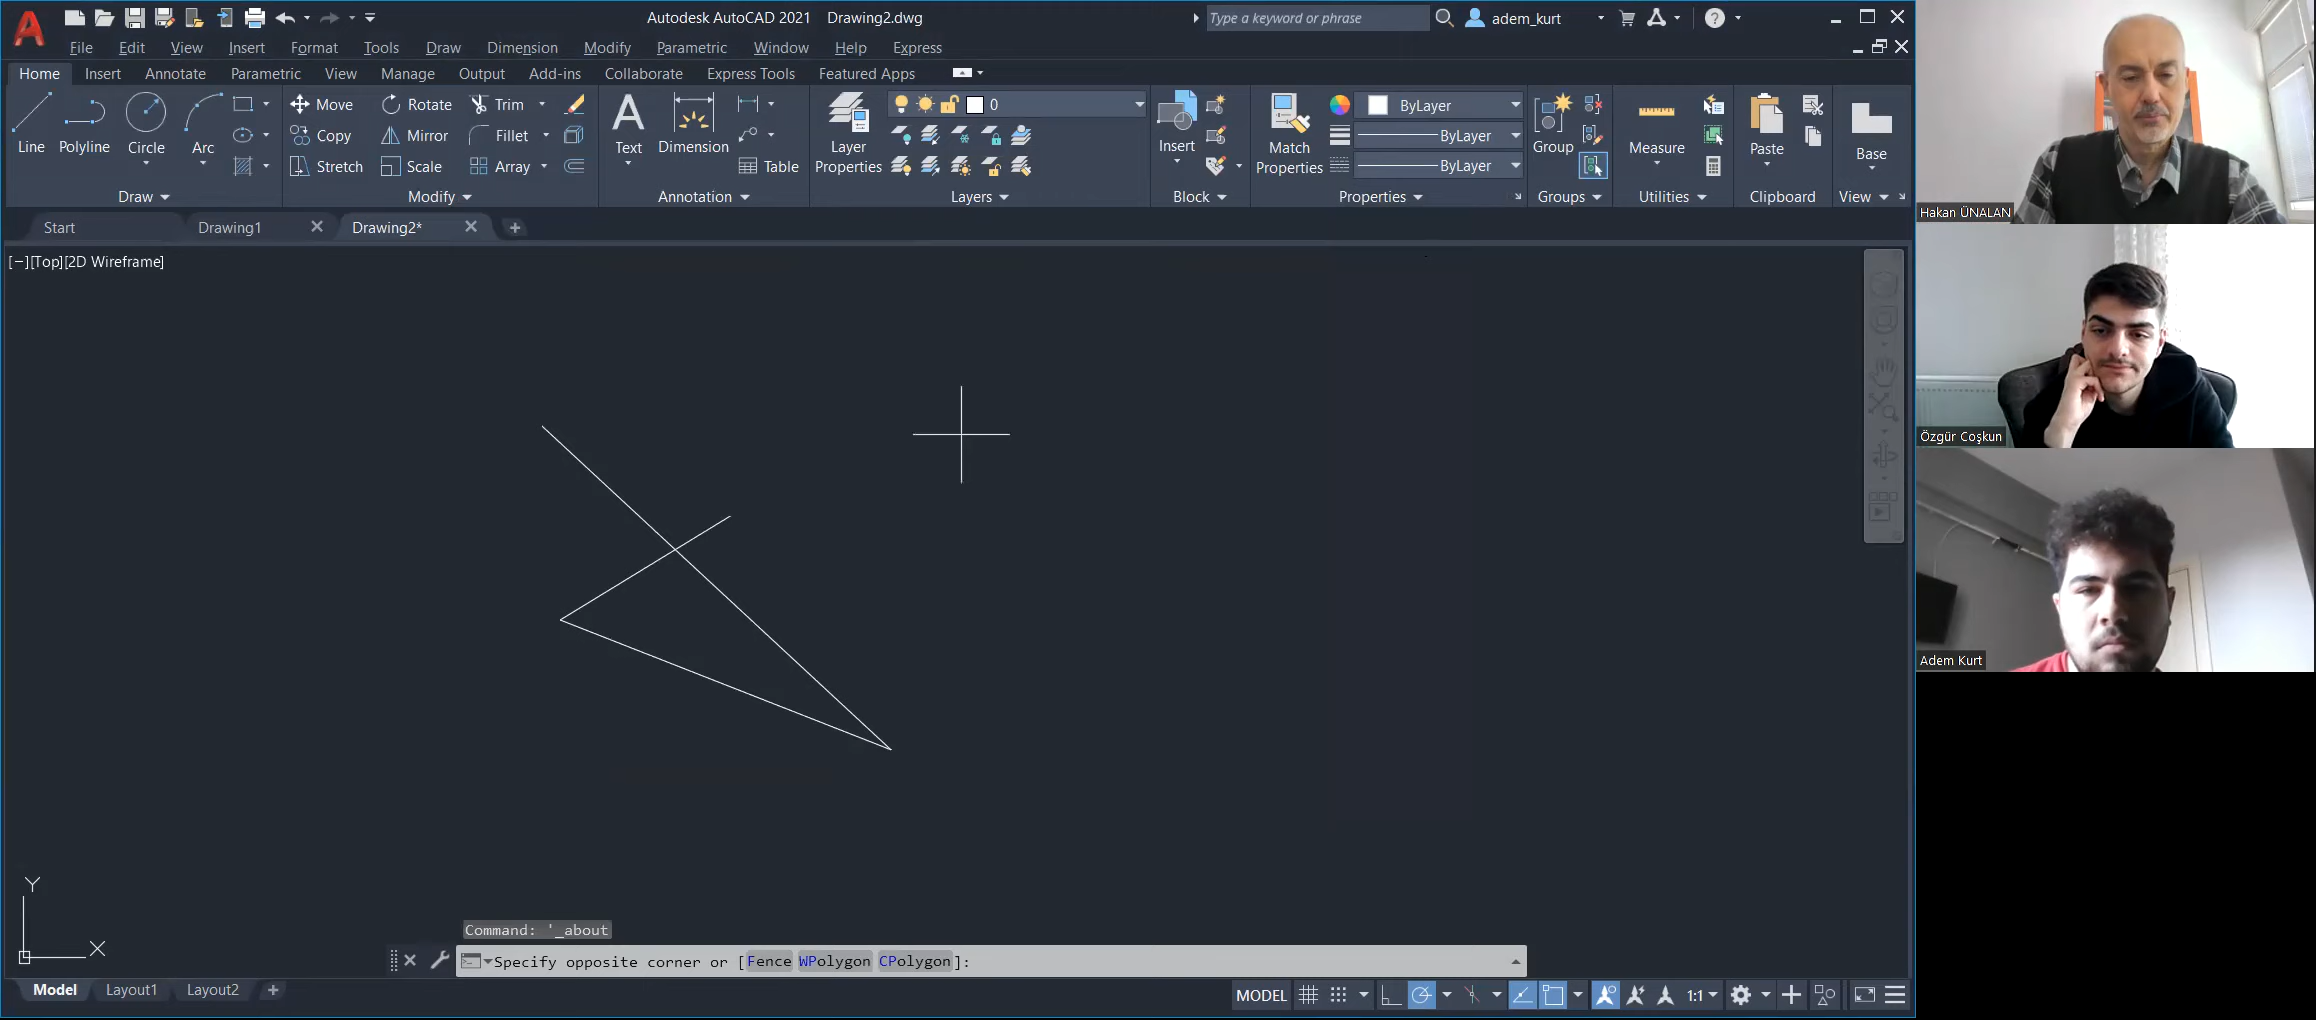 Autodesk AutoCAD 2021 Drawing2.dwg
Type a keyword or phrase
adem_kurt
File Edit View Insert Format Tools Draw Dimension Modify Parametric Window Help Express
Home Insert Annotate Parametric View Manage Output Add-ins Collaborate Express Tools Featured Apps
Line Polyline Circle Arc
Move Rotate Trim
Copy Mirror Fillet
Stretch Scale Array
Text Dimension Table
Layer Properties
0
Insert
Match Properties
ByLayer
ByLayer
ByLayer
Group
Measure
Paste
Base
Draw Modify Annotation Layers Block Properties Groups Utilities Clipboard View
Start Drawing1 Drawing2*
[−][Top][2D Wireframe]
Y
X
Command: '_about
Specify opposite corner or [Fence WPolygon CPolygon]:
Model Layout1 Layout2
MODEL 1:1
Hakan ÜNALAN
Özgür Coşkun
Adem Kurt